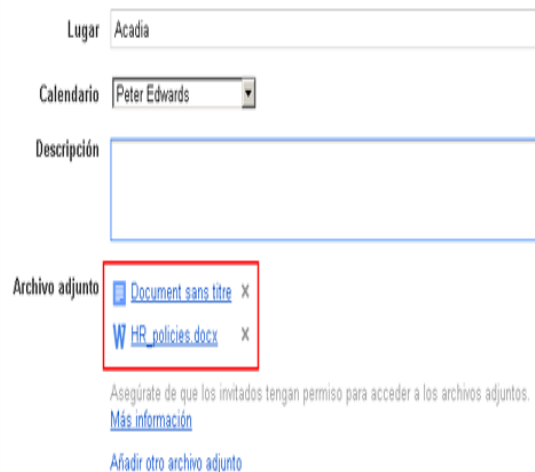 Lugar Acadia
Calendario Peter Edwards
Descripción
Archivo adjunto Document sans titre
HR_policies.docx
Asegúrate de que los invitados tengan permiso para acceder a los archivos adjuntos.
Más información
Añadir otro archivo adjunto